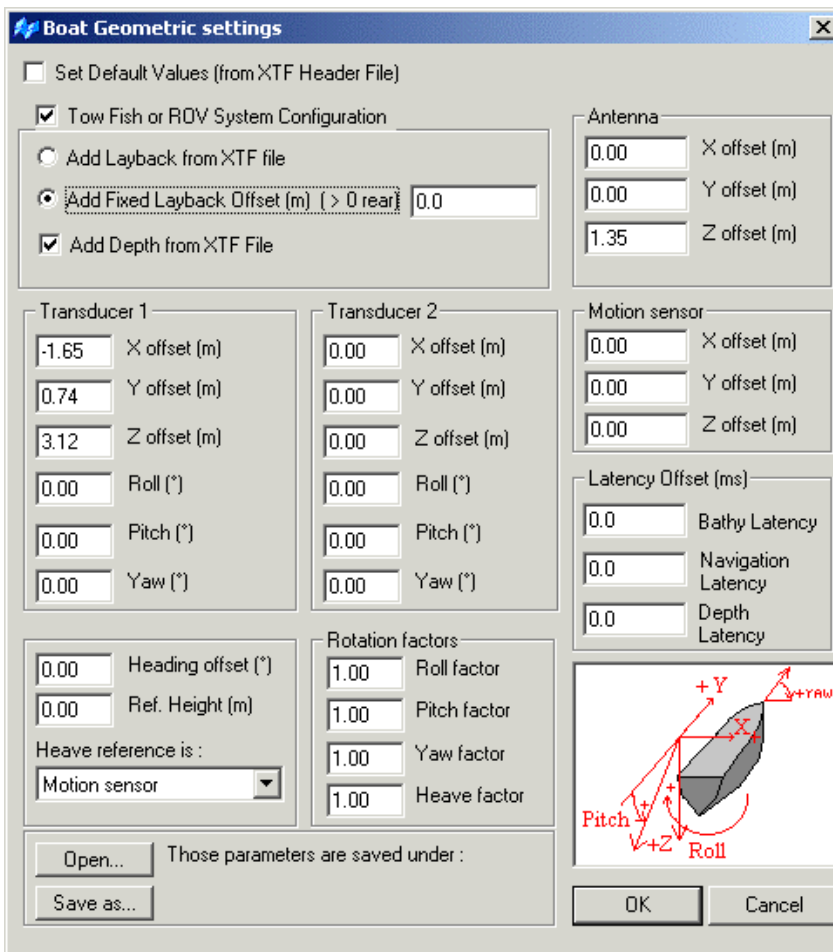 Boat Geometric settings
Set Default Values (from XTF Header File)
Tow Fish or ROV System Configuration
Add Layback from XTF file
Add Fixed Layback Offset (m) ( > 0 rear) 0.0
Add Depth from XTF File
Antenna
0.00 X offset (m)
0.00 Y offset (m)
1.35 Z offset (m)
Transducer 1
-1.65 X offset (m)
0.74 Y offset (m)
3.12 Z offset (m)
0.00 Roll (°)
0.00 Pitch (°)
0.00 Yaw (°)
Transducer 2
0.00 X offset (m)
0.00 Y offset (m)
0.00 Z offset (m)
0.00 Roll (°)
0.00 Pitch (°)
0.00 Yaw (°)
Motion sensor
0.00 X offset (m)
0.00 Y offset (m)
0.00 Z offset (m)
Latency Offset (ms)
0.0 Bathy Latency
0.0 Navigation
Latency
0.0 Depth
Latency
0.00 Heading offset (°)
0.00 Ref. Height (m)
Heave reference is :
Motion sensor
Rotation factors
1.00 Roll factor
1.00 Pitch factor
1.00 Yaw factor
1.00 Heave factor
+Y
+YAW
X
+
+
+
Pitch
+Z
Roll
Open... Those parameters are saved under :
Save as...
OK Cancel